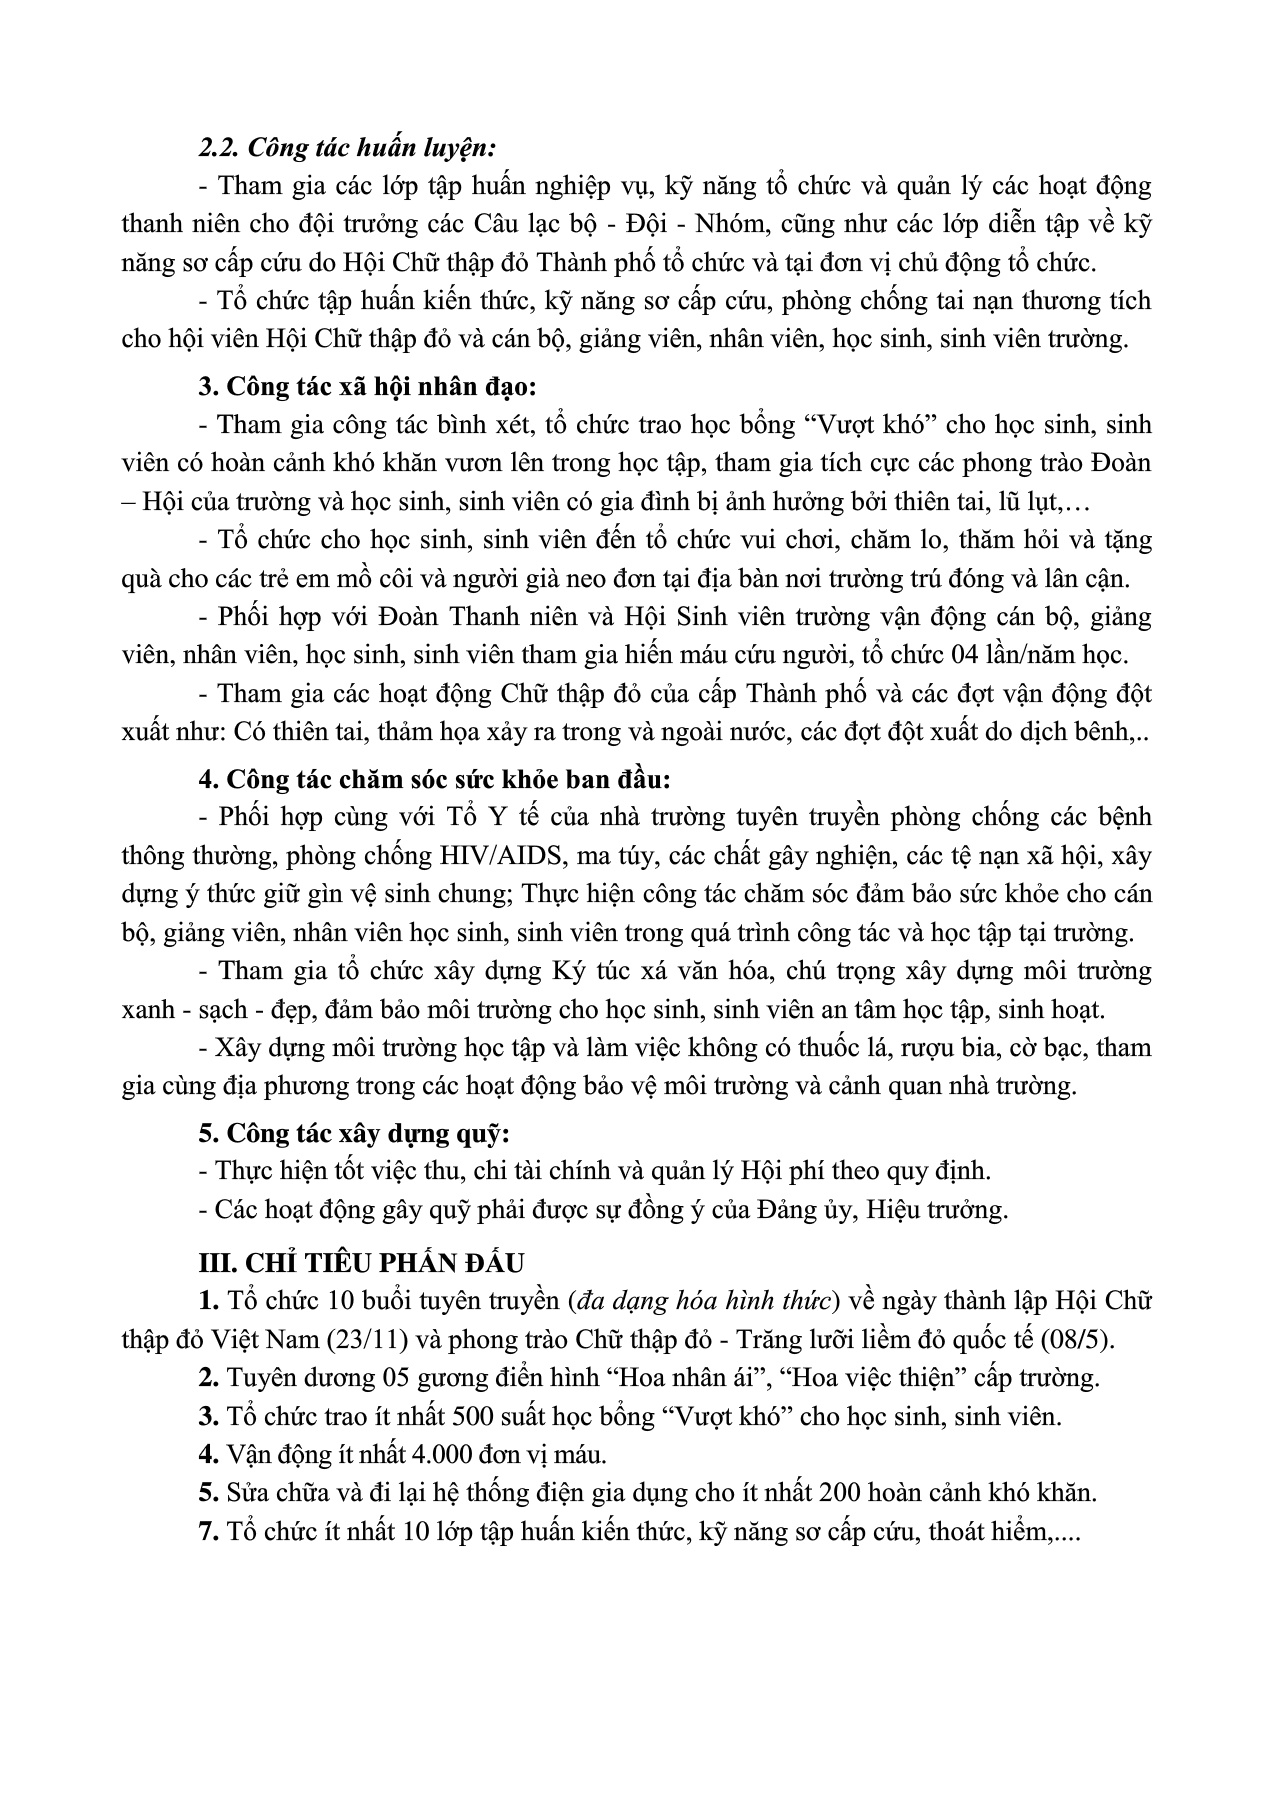 2.2. Công tác huấn luyện:
- Tham gia các lớp tập huấn nghiệp vụ, kỹ năng tổ chức và quản lý các hoạt động
thanh niên cho đội trưởng các Câu lạc bộ - Đội - Nhóm, cũng như các lớp diễn tập về kỹ
năng sơ cấp cứu do Hội Chữ thập đỏ Thành phố tổ chức và tại đơn vị chủ động tổ chức.
- Tổ chức tập huấn kiến thức, kỹ năng sơ cấp cứu, phòng chống tai nạn thương tích
cho hội viên Hội Chữ thập đỏ và cán bộ, giảng viên, nhân viên, học sinh, sinh viên trường.
3. Công tác xã hội nhân đạo:
- Tham gia công tác bình xét, tổ chức trao học bổng “Vượt khó” cho học sinh, sinh
viên có hoàn cảnh khó khăn vươn lên trong học tập, tham gia tích cực các phong trào Đoàn
– Hội của trường và học sinh, sinh viên có gia đình bị ảnh hưởng bởi thiên tai, lũ lụt,…
- Tổ chức cho học sinh, sinh viên đến tổ chức vui chơi, chăm lo, thăm hỏi và tặng
quà cho các trẻ em mồ côi và người già neo đơn tại địa bàn nơi trường trú đóng và lân cận.
- Phối hợp với Đoàn Thanh niên và Hội Sinh viên trường vận động cán bộ, giảng
viên, nhân viên, học sinh, sinh viên tham gia hiến máu cứu người, tổ chức 04 lần/năm học.
- Tham gia các hoạt động Chữ thập đỏ của cấp Thành phố và các đợt vận động đột
xuất như: Có thiên tai, thảm họa xảy ra trong và ngoài nước, các đợt đột xuất do dịch bênh,..
4. Công tác chăm sóc sức khỏe ban đầu:
- Phối hợp cùng với Tổ Y tế của nhà trường tuyên truyền phòng chống các bệnh
thông thường, phòng chống HIV/AIDS, ma túy, các chất gây nghiện, các tệ nạn xã hội, xây
dựng ý thức giữ gìn vệ sinh chung; Thực hiện công tác chăm sóc đảm bảo sức khỏe cho cán
bộ, giảng viên, nhân viên học sinh, sinh viên trong quá trình công tác và học tập tại trường.
- Tham gia tổ chức xây dựng Ký túc xá văn hóa, chú trọng xây dựng môi trường
xanh - sạch - đẹp, đảm bảo môi trường cho học sinh, sinh viên an tâm học tập, sinh hoạt.
- Xây dựng môi trường học tập và làm việc không có thuốc lá, rượu bia, cờ bạc, tham
gia cùng địa phương trong các hoạt động bảo vệ môi trường và cảnh quan nhà trường.
5. Công tác xây dựng quỹ:
- Thực hiện tốt việc thu, chi tài chính và quản lý Hội phí theo quy định.
- Các hoạt động gây quỹ phải được sự đồng ý của Đảng ủy, Hiệu trưởng.
III. CHỈ TIÊU PHẤN ĐẤU
1. Tổ chức 10 buổi tuyên truyền (đa dạng hóa hình thức) về ngày thành lập Hội Chữ
thập đỏ Việt Nam (23/11) và phong trào Chữ thập đỏ - Trăng lưỡi liềm đỏ quốc tế (08/5).
2. Tuyên dương 05 gương điển hình “Hoa nhân ái”, “Hoa việc thiện” cấp trường.
3. Tổ chức trao ít nhất 500 suất học bổng “Vượt khó” cho học sinh, sinh viên.
4. Vận động ít nhất 4.000 đơn vị máu.
5. Sửa chữa và đi lại hệ thống điện gia dụng cho ít nhất 200 hoàn cảnh khó khăn.
7. Tổ chức ít nhất 10 lớp tập huấn kiến thức, kỹ năng sơ cấp cứu, thoát hiểm,....